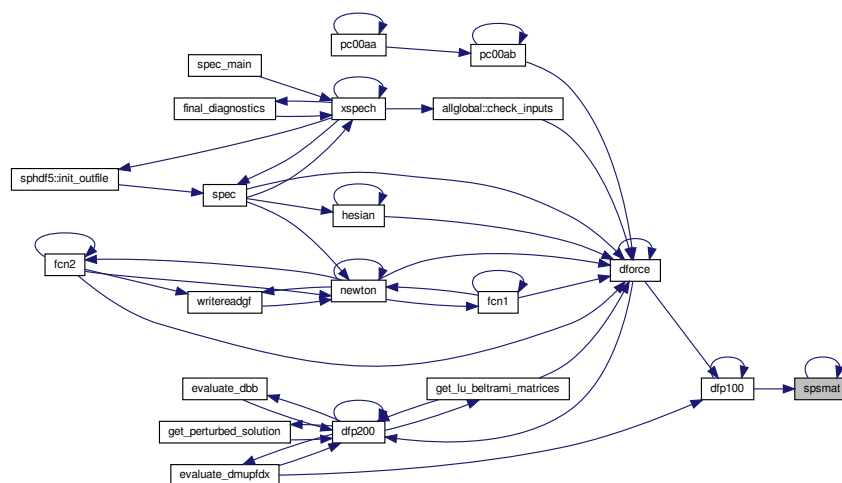 pc00aa
pc00ab
spec_main
final_diagnostics
xspech
allglobal::check_inputs
sphdf5::init_outfile
spec
hesian
fcn2
dforce
newton
writereadgf
fcn1
evaluate_dbb
get_lu_beltrami_matrices
dfp100
spsmat
get_perturbed_solution
dfp200
evaluate_dmupfdx